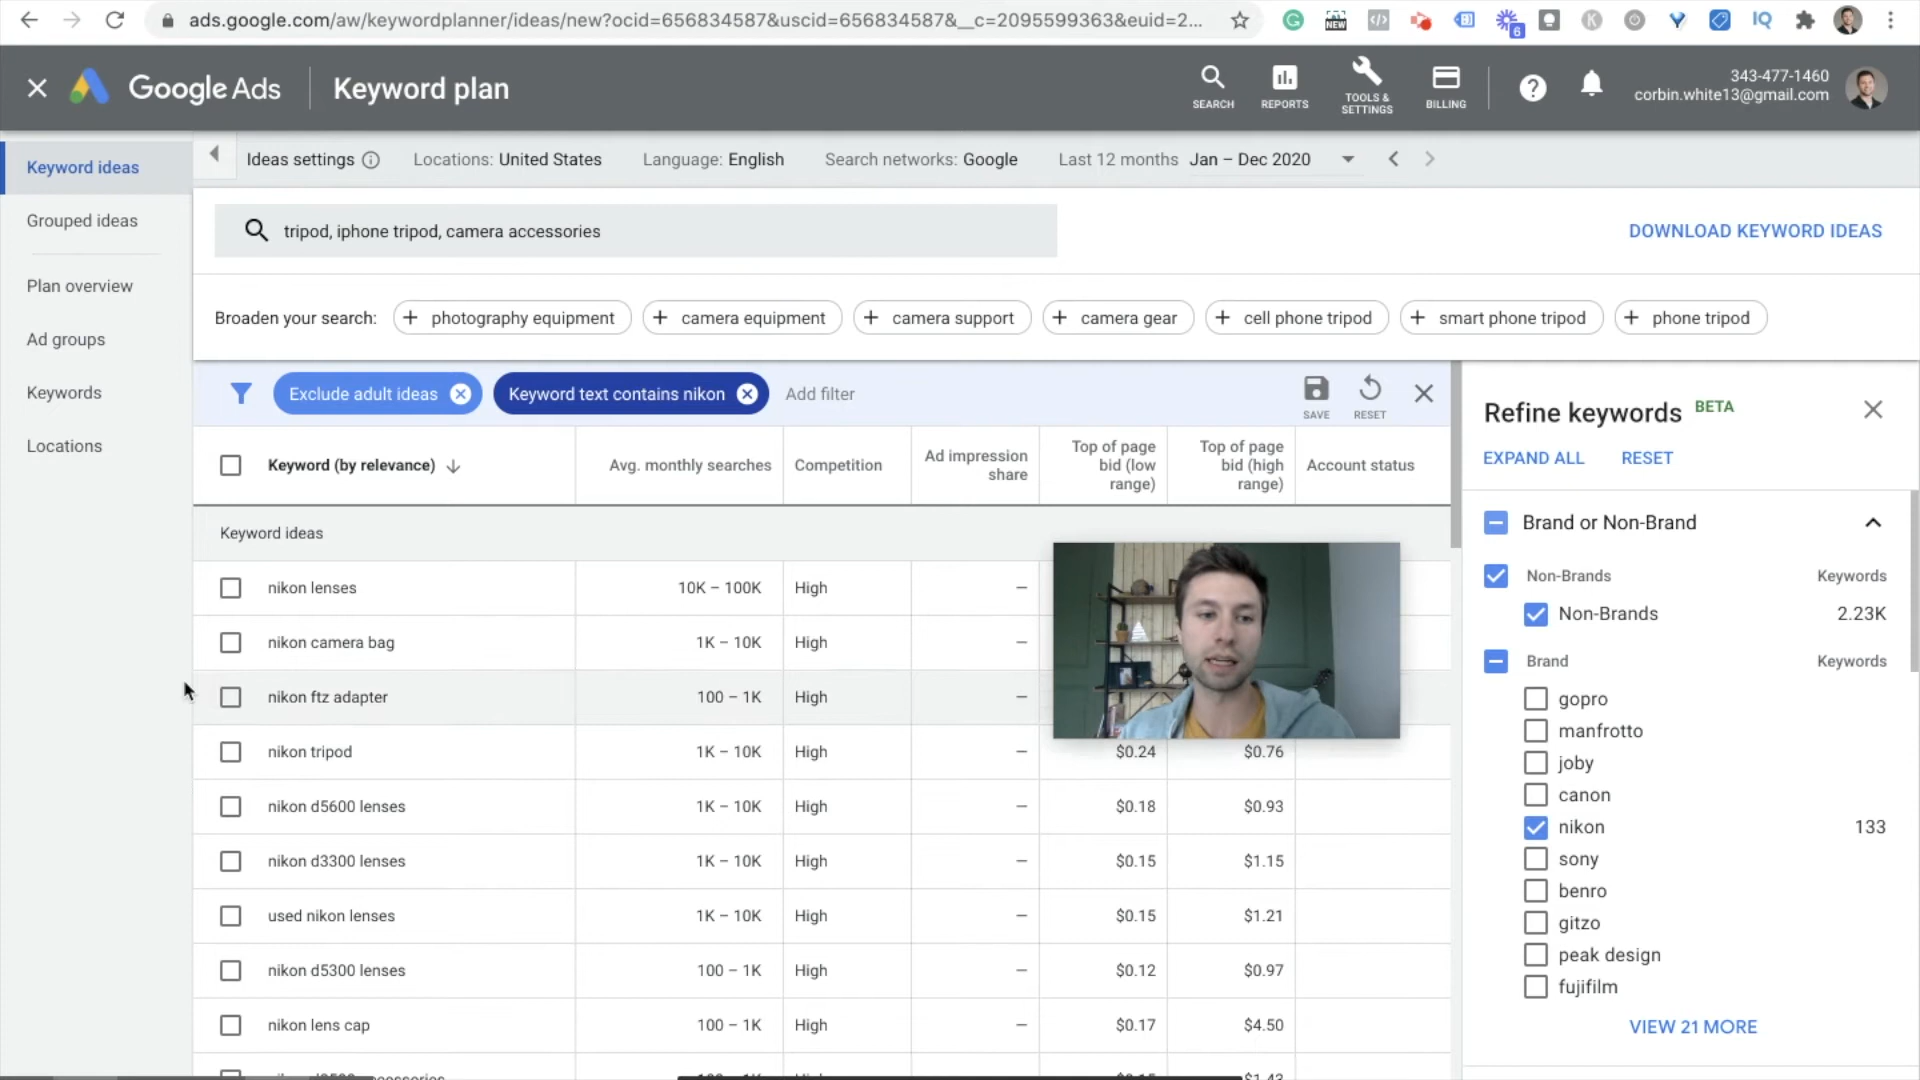 ads.google.com/aw/keywordplanner/ideas/new?ocid=656834587&uscid=656834587&__c=2095599363&euid=2...
NEW
6
IQ
Google Ads
Keyword plan
SEARCH
REPORTS
TOOLS &
SETTINGS
BILLING
343-477-1460
corbin.white13@gmail.com
Keyword ideas
Grouped ideas
Plan overview
Ad groups
Keywords
Locations
Ideas settings
Locations: United States
Language: English
Search networks: Google
Last 12 months Jan – Dec 2020
tripod, iphone tripod, camera accessories
DOWNLOAD KEYWORD IDEAS
Broaden your search:
+ photography equipment
+ camera equipment
+ camera support
+ camera gear
+ cell phone tripod
+ smart phone tripod
+ phone tripod
Exclude adult ideas
Keyword text contains nikon
Add filter
SAVE
RESET
Keyword (by relevance)
Avg. monthly searches
Competition
Ad impression
share
Top of page
bid (low
range)
Top of page
bid (high
range)
Account status
Keyword ideas
nikon lenses 10K – 100K High –
nikon camera bag 1K – 10K High –
nikon ftz adapter 100 – 1K High –
nikon tripod 1K – 10K High – $0.24 $0.76
nikon d5600 lenses 1K – 10K High – $0.18 $0.93
nikon d3300 lenses 1K – 10K High – $0.15 $1.15
used nikon lenses 1K – 10K High – $0.15 $1.21
nikon d5300 lenses 100 – 1K High – $0.12 $0.97
nikon lens cap 100 – 1K High – $0.17 $4.50
Refine keywords BETA
EXPAND ALL
RESET
Brand or Non-Brand
Non-Brands Keywords
Non-Brands 2.23K
Brand Keywords
gopro
manfrotto
joby
canon
nikon 133
sony
benro
gitzo
peak design
fujifilm
VIEW 21 MORE